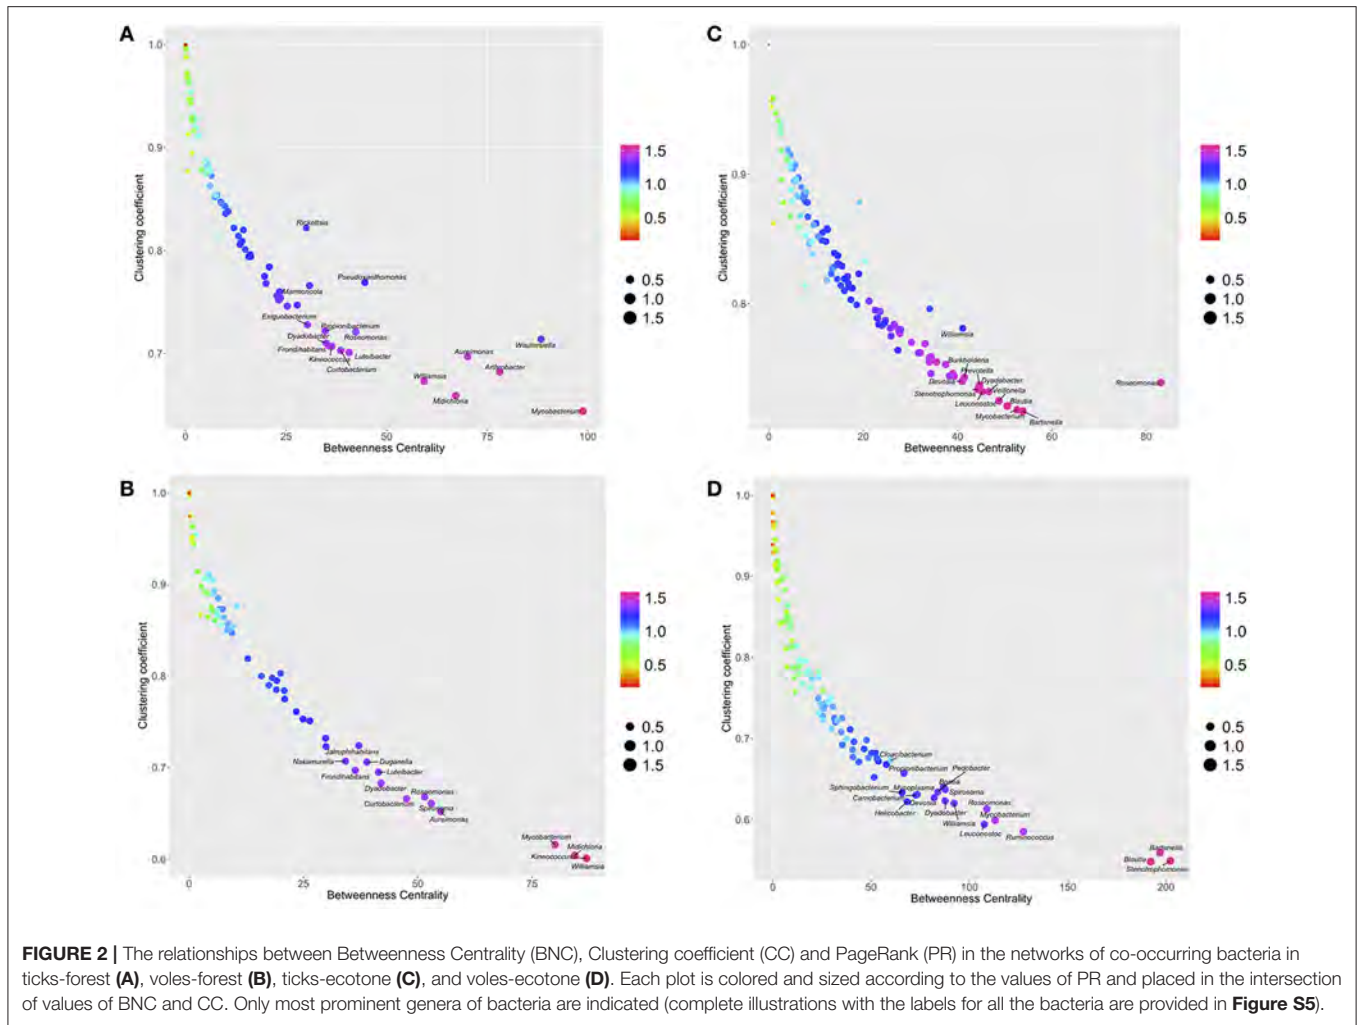 A
Clustering coefficient
1.0
0.9
0.8
0.7
Rickettsia
Pseudoxanthomonas
Marmoricola
Exiguobacterium
Propionibacterium
Dyadobacter
Roseomonas
Frondihabitans
Luteibacter
Kineococcus
Curtobacterium
Aureimonas
Wautersiella
Williamsia
Arthrobacter
Midichloria
Mycobacterium
0
25
50
75
100
Betweenness Centrality
1.5
1.0
0.5
0.5
1.0
1.5
C
Clustering coefficient
1.0
0.9
0.8
Williamsia
Burkholderia
Prevotella
Devosia
Dyadobacter
Stenotrophomonas
Veillonella
Leuconostoc
Blautia
Mycobacterium
Bartonella
Roseomonas
0
20
40
60
80
Betweenness Centrality
1.5
1.0
0.5
0.5
1.0
1.5
B
Clustering coefficient
1.0
0.9
0.8
0.7
0.6
Jatrophihabitans
Nakamurella
Duganella
Frondihabitans
Luteibacter
Dyadobacter
Roseomonas
Curtobacterium
Spirosoma
Aureimonas
Mycobacterium
Midichloria
Kineococcus
Williamsia
0
25
50
75
Betweenness Centrality
1.5
1.0
0.5
0.5
1.0
1.5
D
Clustering coefficient
1.0
0.9
0.8
0.7
0.6
Propionibacterium
Pedobacter
Bosea
Sphingobacterium
Mycoplasma
Spirosoma
Devosia
Roseomonas
Helicobacter
Dyadobacter
Mycobacterium
Williamsia
Leuconostoc
Ruminococcus
Bartonella
Blautia
Stenotrophomonas
0
50
100
150
200
Betweenness Centrality
1.5
1.0
0.5
0.5
1.0
1.5
FIGURE 2 | The relationships between Betweenness Centrality (BNC), Clustering coefficient (CC) and PageRank (PR) in the networks of co-occurring bacteria in
ticks-forest (A), voles-forest (B), ticks-ecotone (C), and voles-ecotone (D). Each plot is colored and sized according to the values of PR and placed in the intersection
of values of BNC and CC. Only most prominent genera of bacteria are indicated (complete illustrations with the labels for all the bacteria are provided in Figure S5).